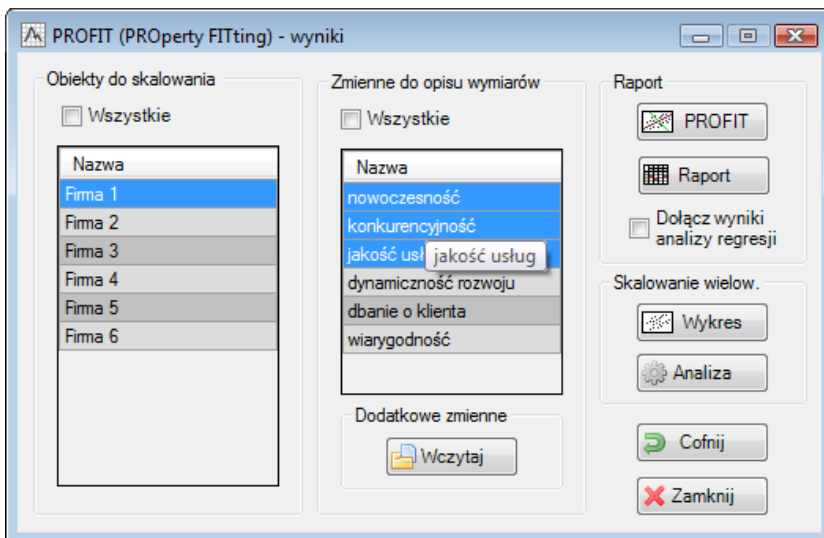 PROFIT (PROperty FITting) - wyniki
Obiekty do skalowania
Wszystkie
Nazwa
Firma 1
Firma 2
Firma 3
Firma 4
Firma 5
Firma 6
Zmienne do opisu wymiarów
Wszystkie
Nazwa
nowoczesność
konkurencyjność
jakość usł
jakość usług
dynamiczność rozwoju
dbanie o klienta
wiarygodność
Dodatkowe zmienne
Wczytaj
Raport
PROFIT
Raport
Dołącz wyniki
analizy regresji
Skalowanie wielow.
Wykres
Analiza
Cofnij
Zamknij